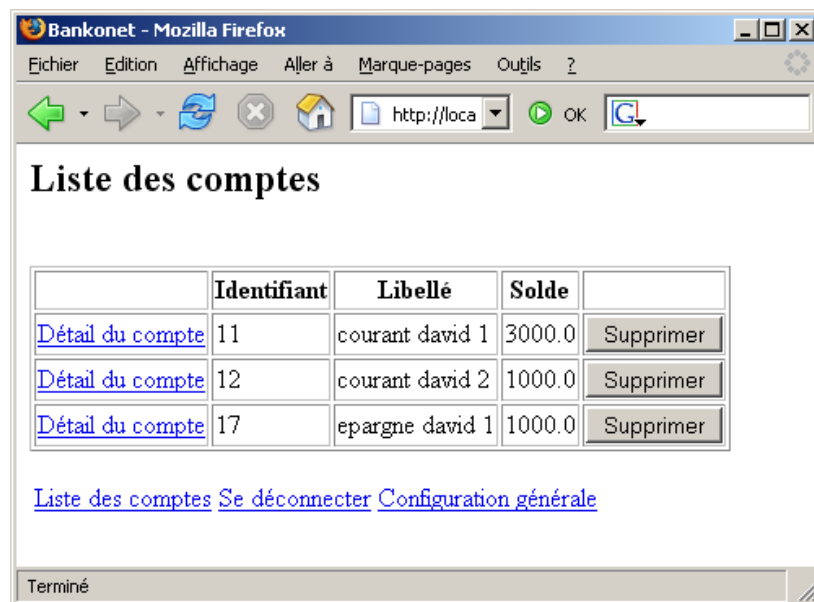 Bankonet - Mozilla Firefox
Fichier Edition Affichage Aller à Marque-pages Outils ?
http://loca OK G
Liste des comptes
Identifiant Libellé Solde
Détail du compte 11 courant david 1 3000.0 Supprimer
Détail du compte 12 courant david 2 1000.0 Supprimer
Détail du compte 17 epargne david 1 1000.0 Supprimer
Liste des comptes Se déconnecter Configuration générale
Terminé